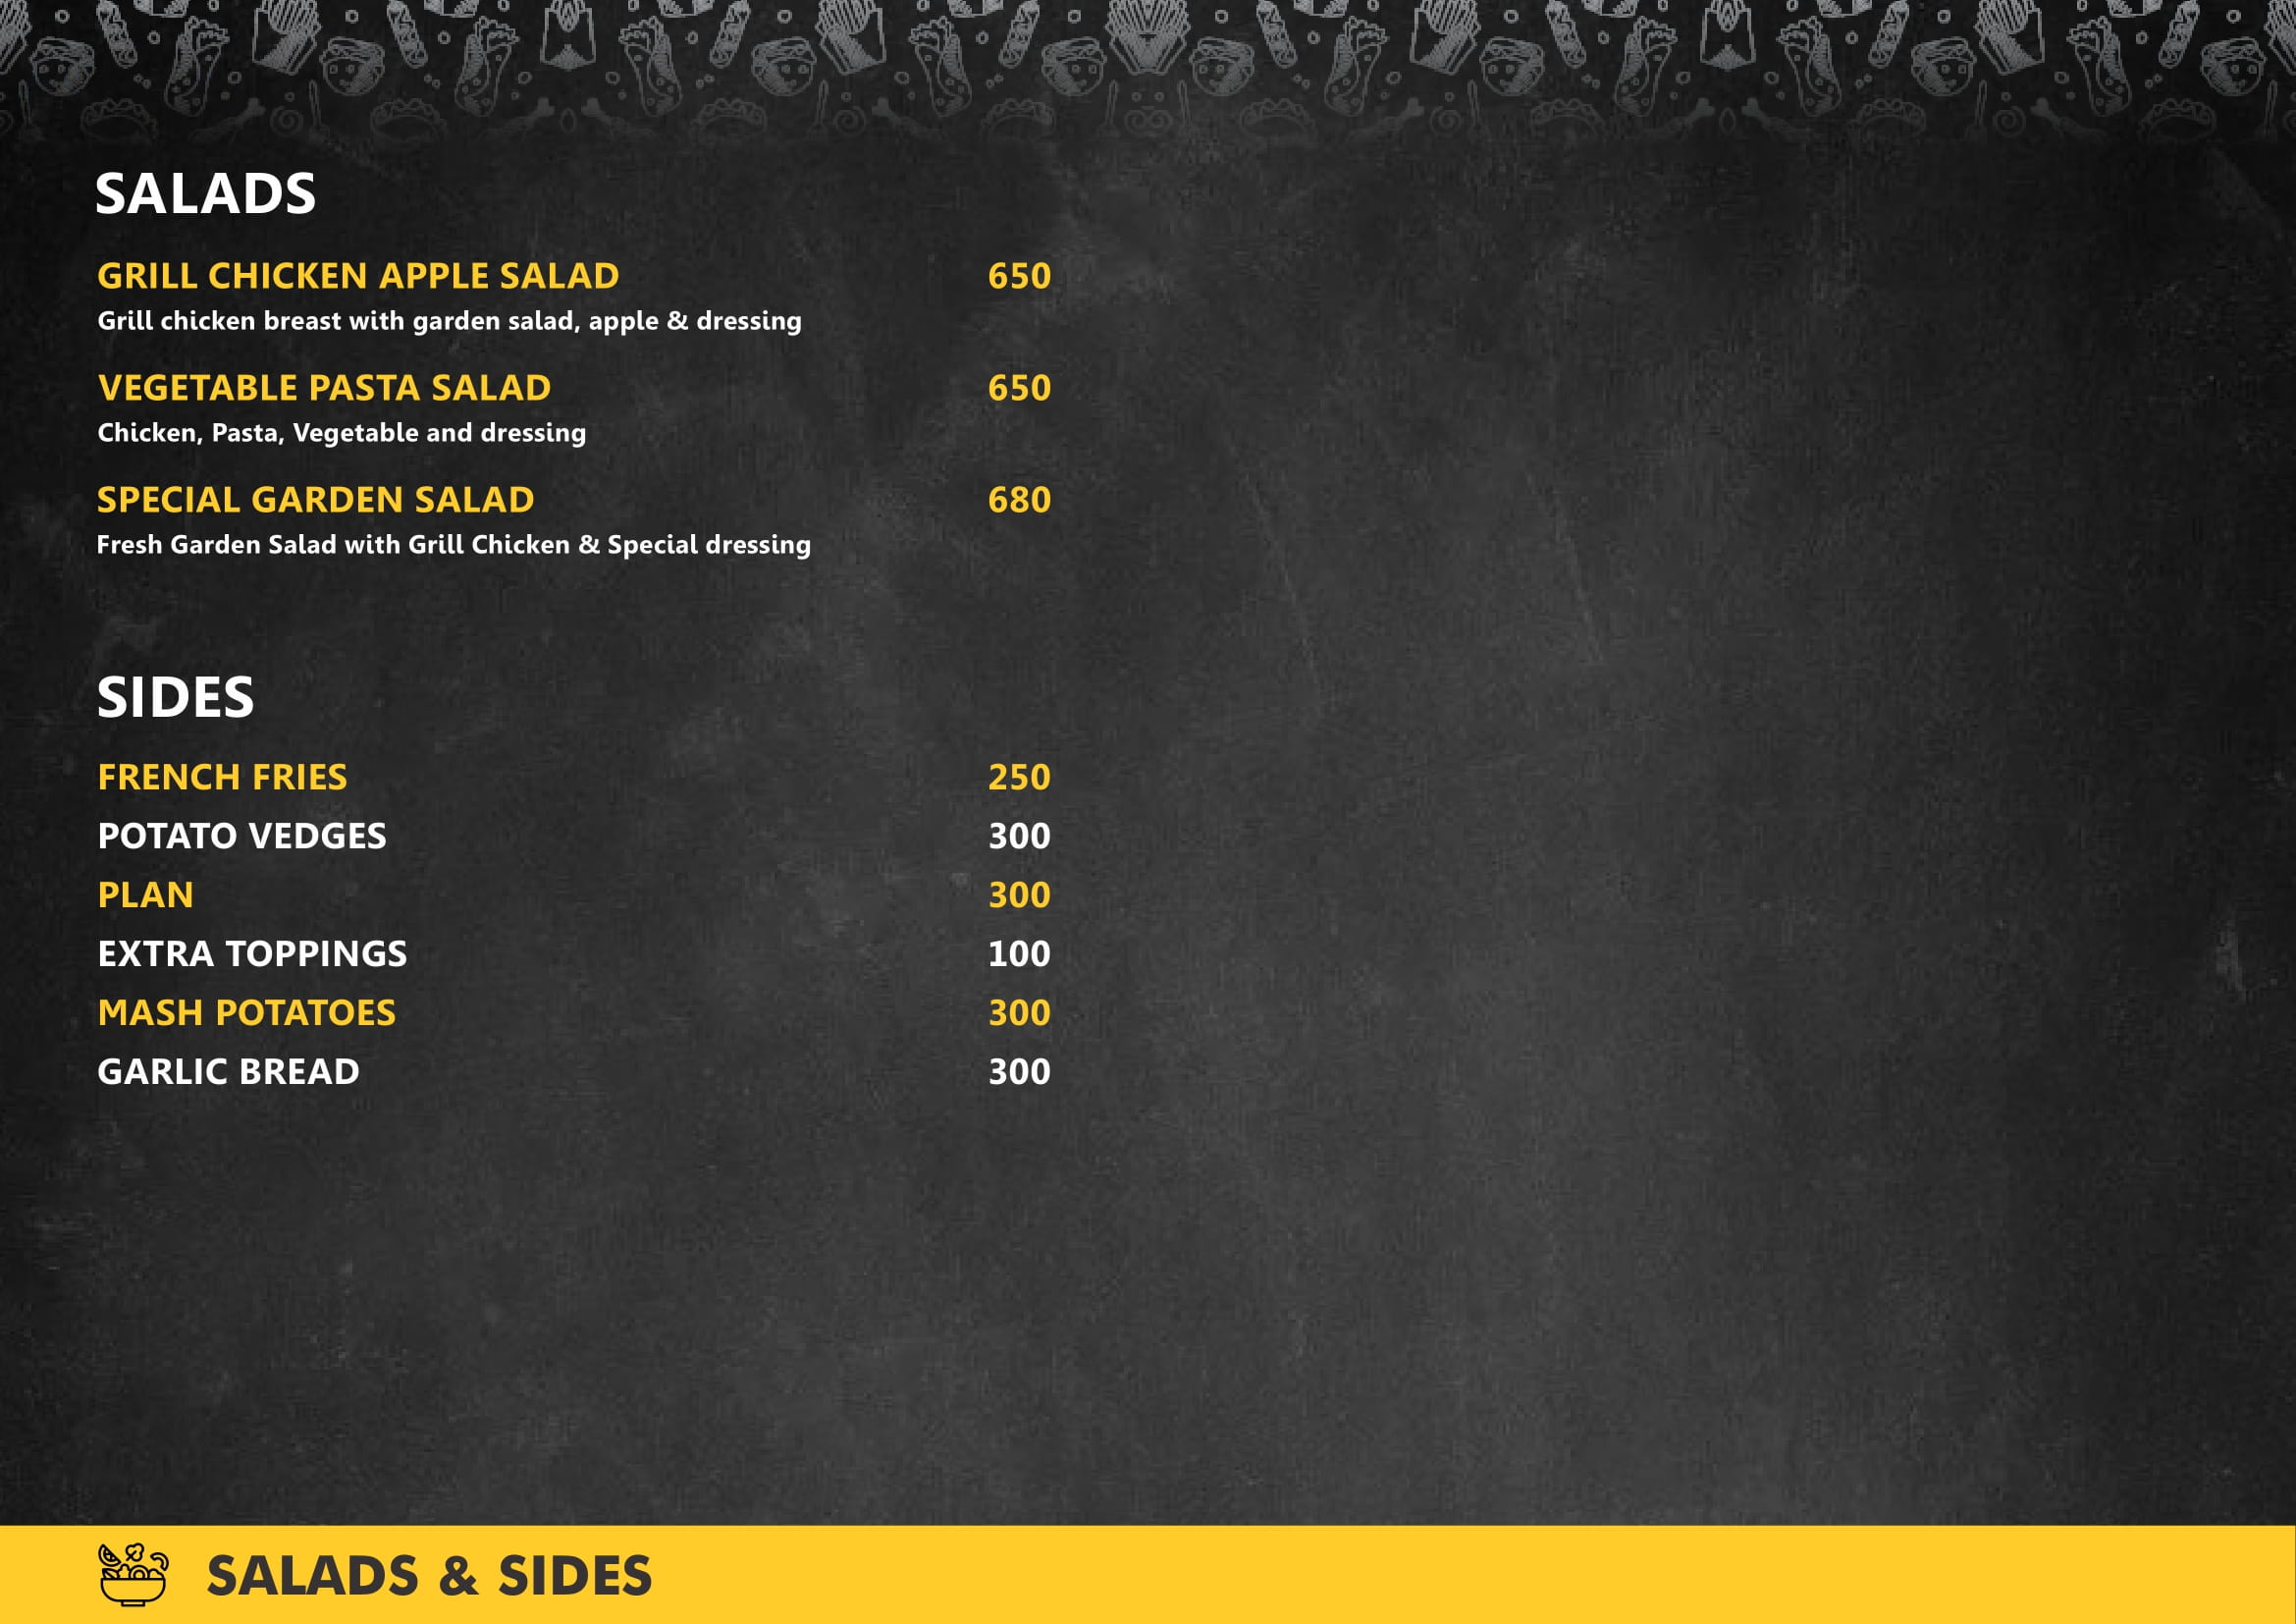 SALADS
GRILL CHICKEN APPLE SALAD 650
Grill chicken breast with garden salad, apple & dressing
VEGETABLE PASTA SALAD 650
Chicken, Pasta, Vegetable and dressing
SPECIAL GARDEN SALAD 680
Fresh Garden Salad with Grill Chicken & Special dressing
SIDES
FRENCH FRIES 250
POTATO VEDGES 300
PLAN 300
EXTRA TOPPINGS 100
MASH POTATOES 300
GARLIC BREAD 300
SALADS & SIDES